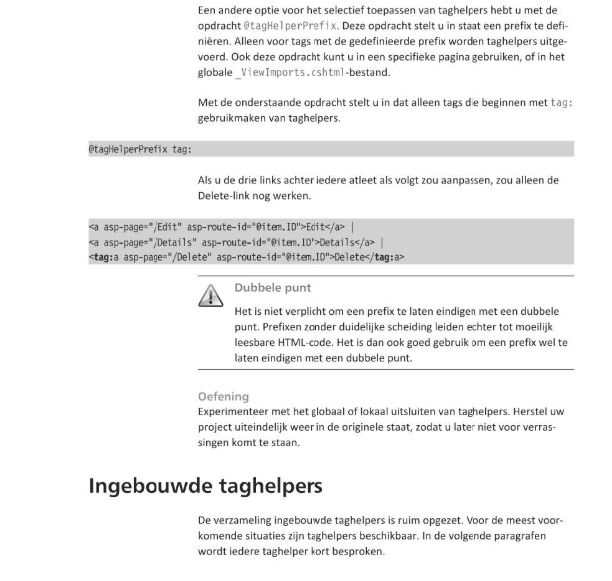 Een andere optie voor het selectief toepassen van taghelpers hebt u met de
opdracht @tagHelperPrefix. Deze opdracht stelt u in staat een prefix te defi-
niëren. Alleen voor tags met de gedefinieerde prefix worden taghelpers uitge-
voerd. Ook deze opdracht kunt u in een specifieke pagina gebruiken, of in het
globale _ViewImports.cshtml-bestand.
Met de onderstaande opdracht stelt u in dat alleen tags die beginnen met tag:
gebruikmaken van taghelpers.
@tagHelperPrefix tag:
Als u de drie links achter iedere atleet als volgt zou aanpassen, zou alleen de
Delete-link nog werken.
<a asp-page="/Edit" asp-route-id="@item.ID">Edit</a> |
<a asp-page="/Details" asp-route-id="@item.ID">Details</a> |
<tag:a asp-page="/Delete" asp-route-id="@item.ID">Delete</tag:a>
Dubbele punt
Het is niet verplicht om een prefix te laten eindigen met een dubbele
punt. Prefixen zonder duidelijke scheiding leiden echter tot moeilijk
leesbare HTML-code. Het is dan ook goed gebruik om een prefix wel te
laten eindigen met een dubbele punt.
Oefening
Experimenteer met het globaal of lokaal uitsluiten van taghelpers. Herstel uw
project uiteindelijk weer in de originele staat, zodat u later niet voor verras-
singen komt te staan.
Ingebouwde taghelpers
De verzameling ingebouwde taghelpers is ruim opgezet. Voor de meest voor-
komende situaties zijn taghelpers beschikbaar. In de volgende paragrafen
wordt iedere taghelper kort besproken.